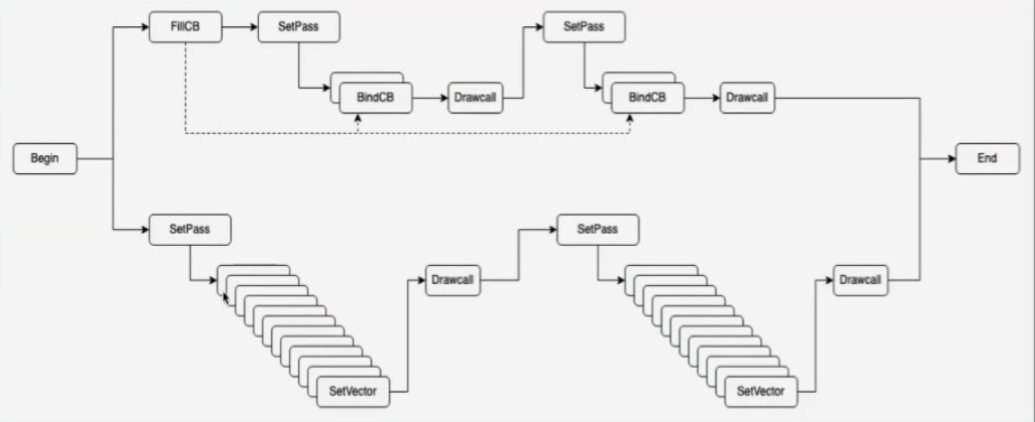 FillCB
SetPass
SetPass
BindCB
Drawcall
BindCB
Drawcall
Begin
End
SetPass
SetPass
Drawcall
Drawcall
SetVector
SetVector